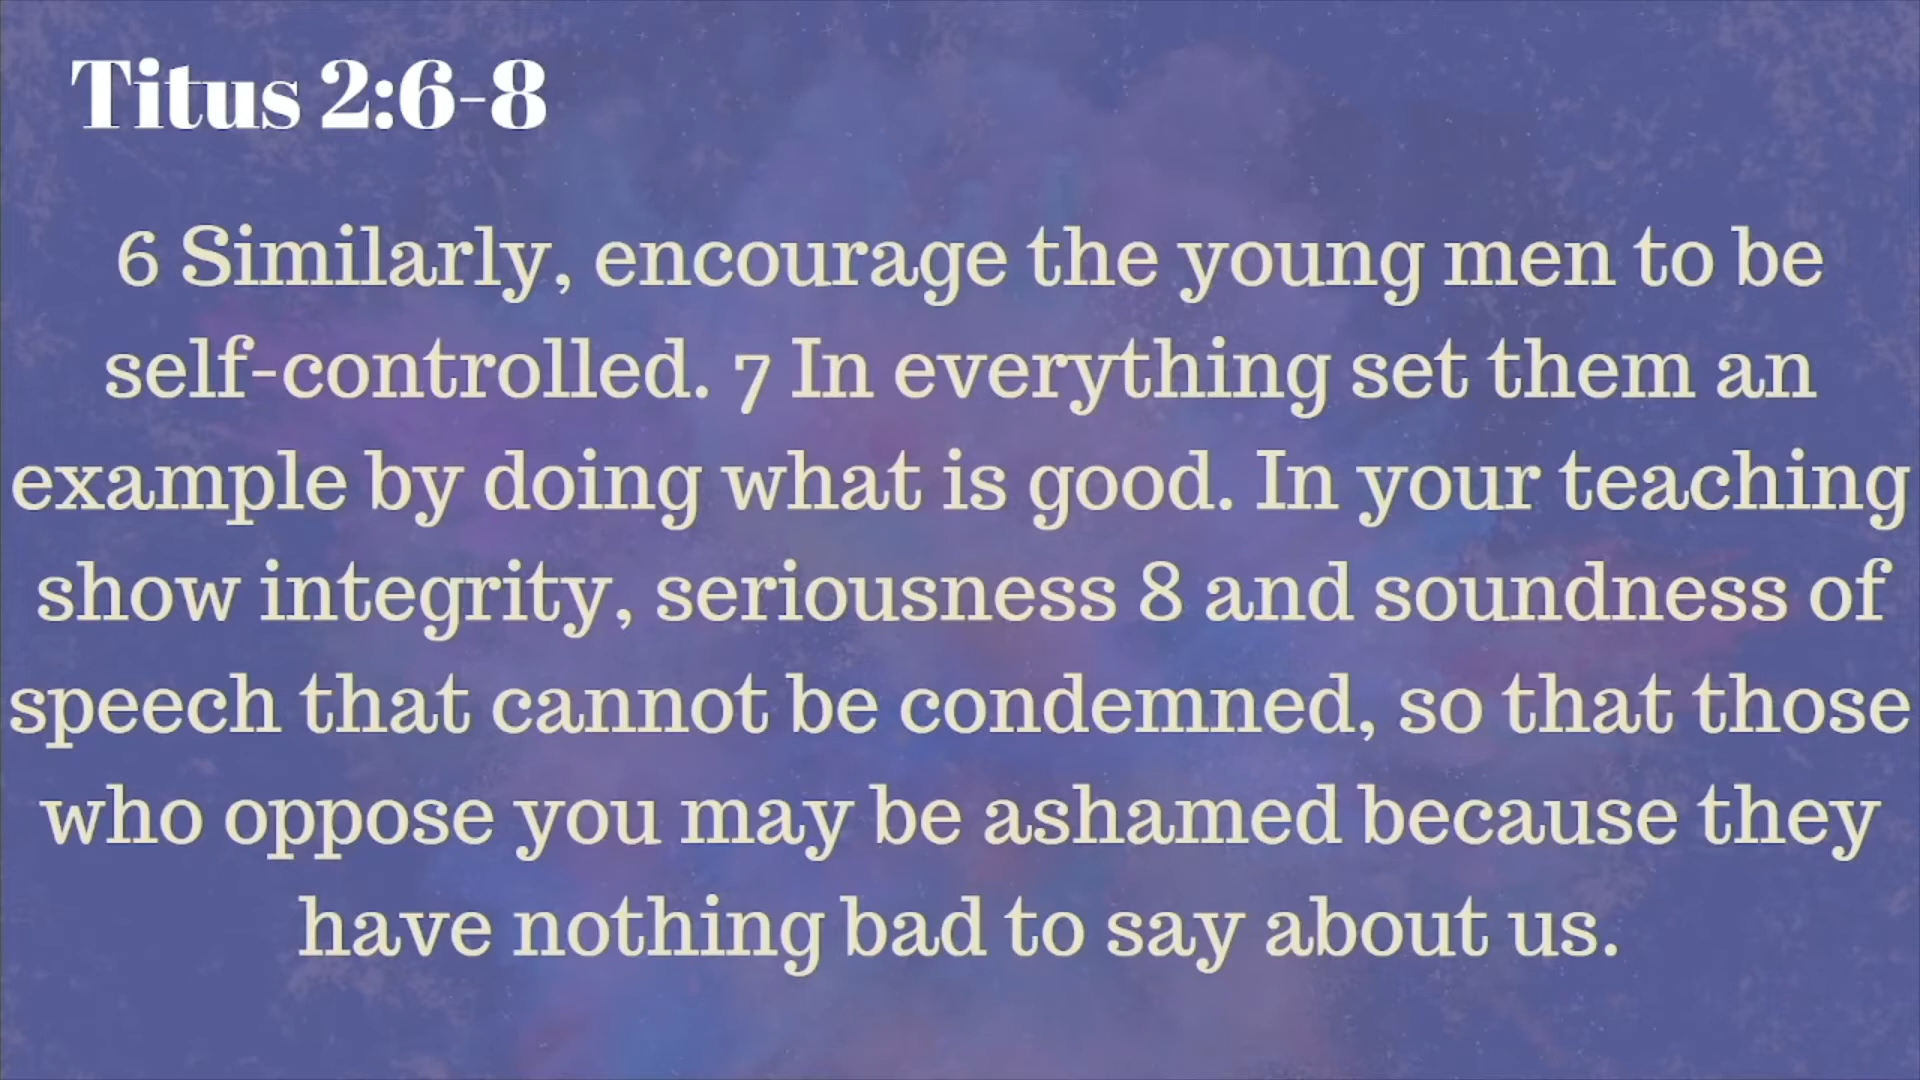 Titus 2:6-8
6 Similarly, encourage the young men to be
self-controlled. 7 In everything set them an
example by doing what is good. In your teaching
show integrity, seriousness 8 and soundness of
speech that cannot be condemned, so that those
who oppose you may be ashamed because they
have nothing bad to say about us.